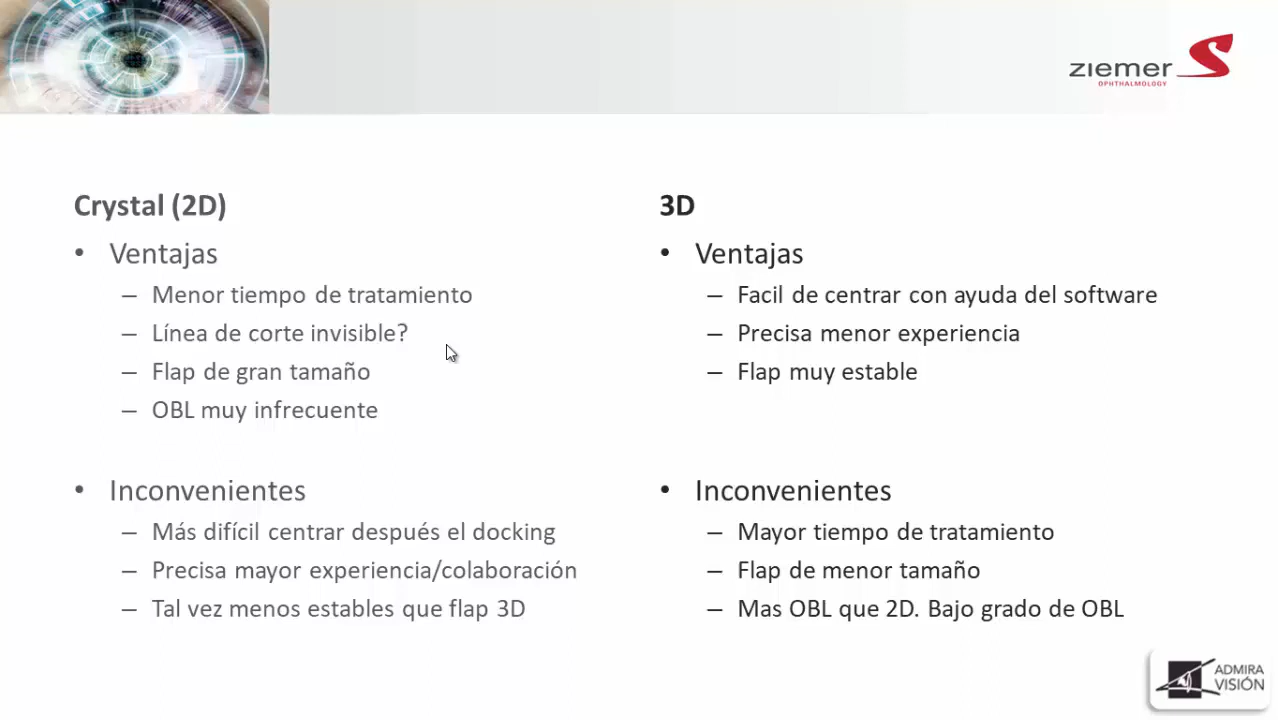 ziemer
OPHTHALMOLOGY
Crystal (2D)
• Ventajas
– Menor tiempo de tratamiento
– Línea de corte invisible?
– Flap de gran tamaño
– OBL muy infrecuente
• Inconvenientes
– Más difícil centrar después el docking
– Precisa mayor experiencia/colaboración
– Tal vez menos estables que flap 3D
3D
• Ventajas
– Facil de centrar con ayuda del software
– Precisa menor experiencia
– Flap muy estable
• Inconvenientes
– Mayor tiempo de tratamiento
– Flap de menor tamaño
– Mas OBL que 2D. Bajo grado de OBL
ADMIRA
VISIÓN